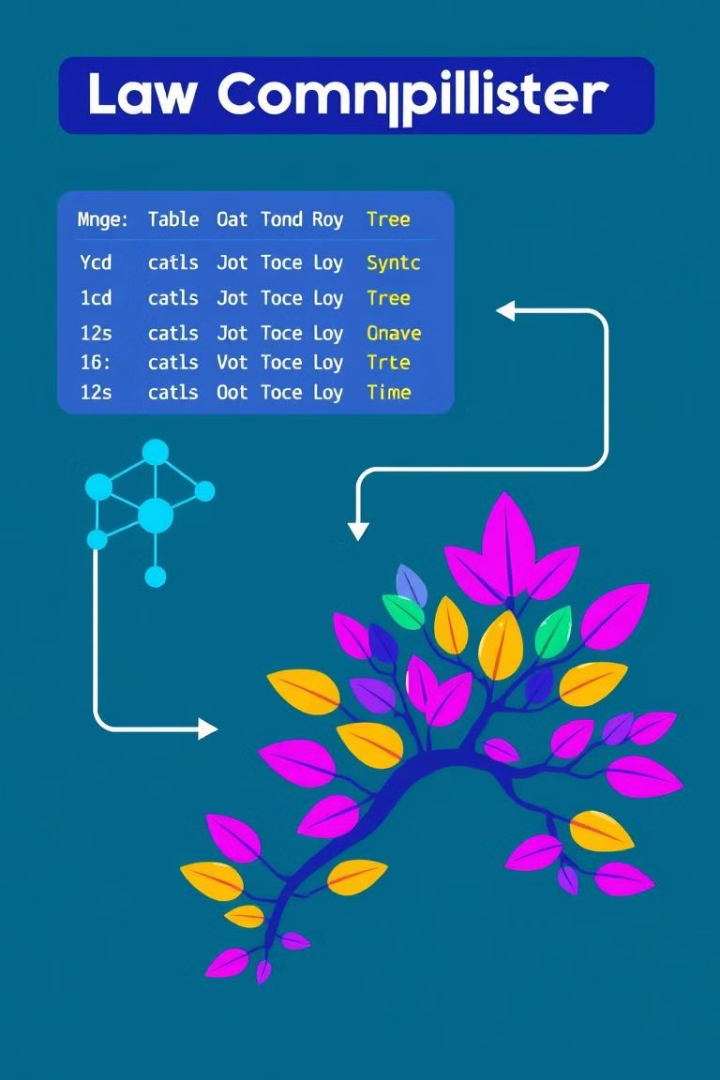 Law Comnpillister
Mnge: Table Oat Tond Roy Tree
Ycd catls Jot Toce Loy Syntc
1cd catls Jot Toce Loy Tree
12s catls Jot Toce Loy Onave
16: catls Vot Toce Loy Trte
12s catls Oot Toce Loy Time